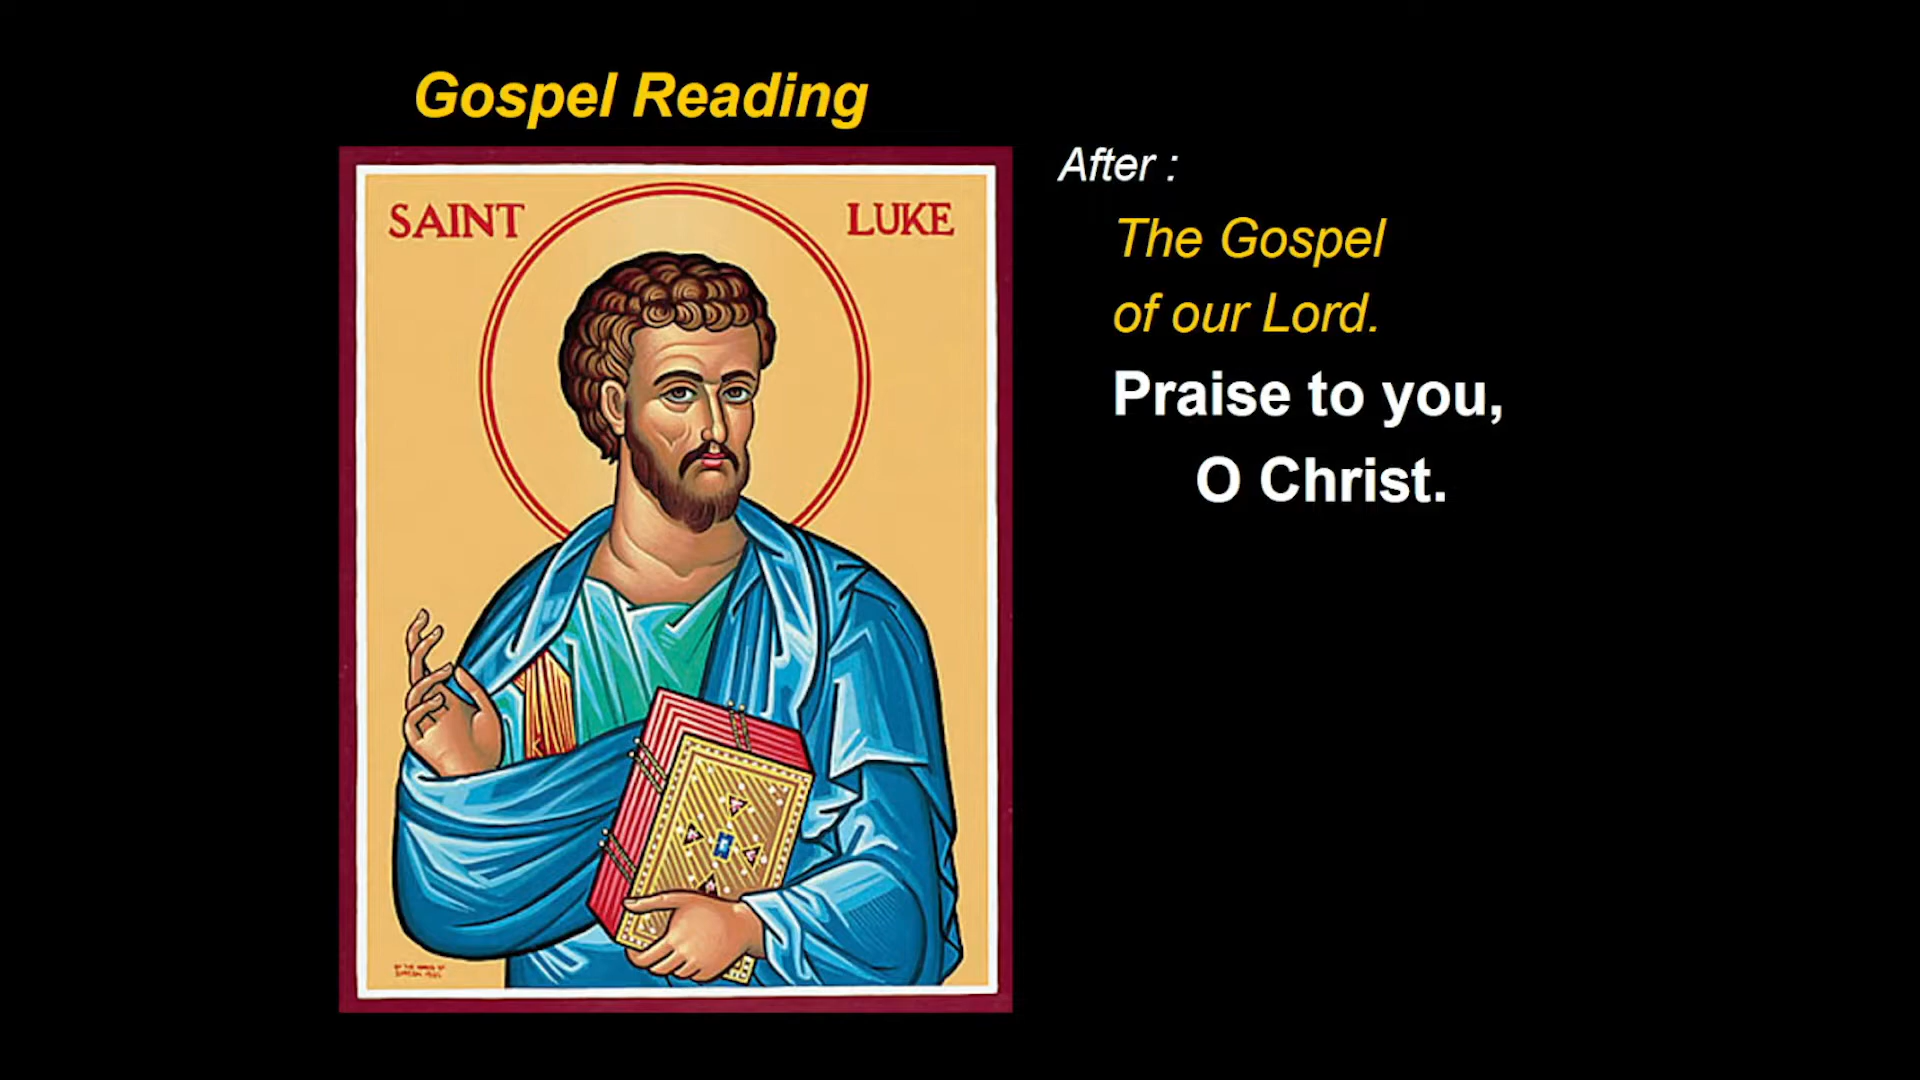 Gospel Reading
SAINT LUKE
After :
The Gospel
of our Lord.
Praise to you,
O Christ.